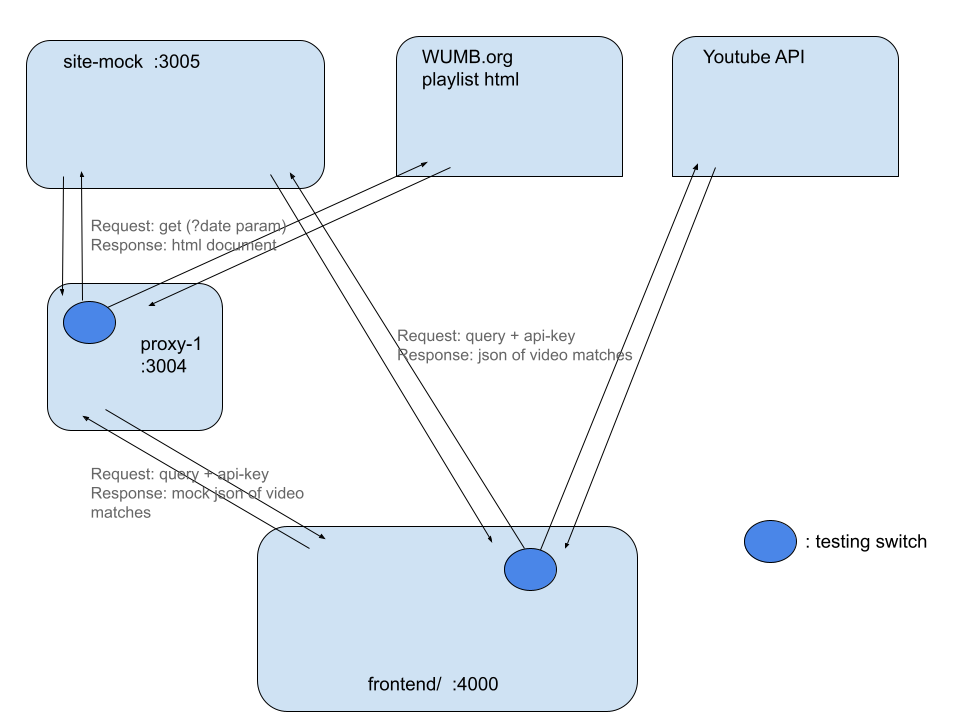 site-mock  :3005
WUMB.org
playlist html
Youtube API
Request: get (?date param)
Response: html document
proxy-1
:3004
Request: query + api-key
Response: json of video matches
Request: query + api-key
Response: mock json of video
matches
: testing switch
frontend/  :4000